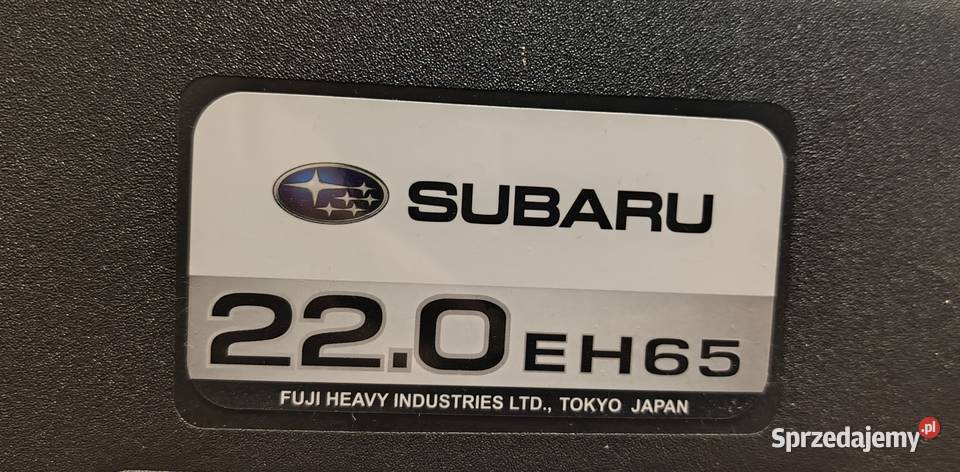 SUBARU
22.0 EH65
FUJI HEAVY INDUSTRIES LTD., TOKYO JAPAN
Sprzedajemy.pl